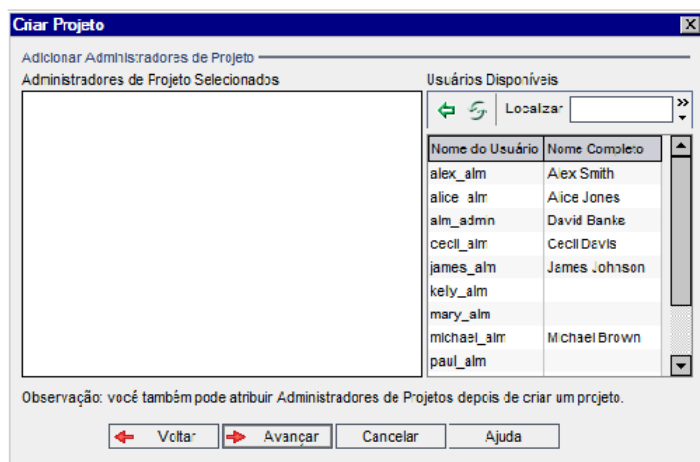 Criar Projeto
Adicionar Administradores de Projeto
Administradores de Projeto Selecionados
Usuários Disponíveis
Localizar
Nome do Usuário Nome Completo
alex_alm Alex Smith
alice_alm Alice Jones
alm_admn David Banks
cecil_alm Cecil Davis
james_alm James Johnson
kely_alm
mary_alm
michael_alm Michael Brown
paul_alm
Observação: você também pode atribuir Administradores de Projetos depois de criar um projeto.
Voltar Avançar Cancelar Ajuda